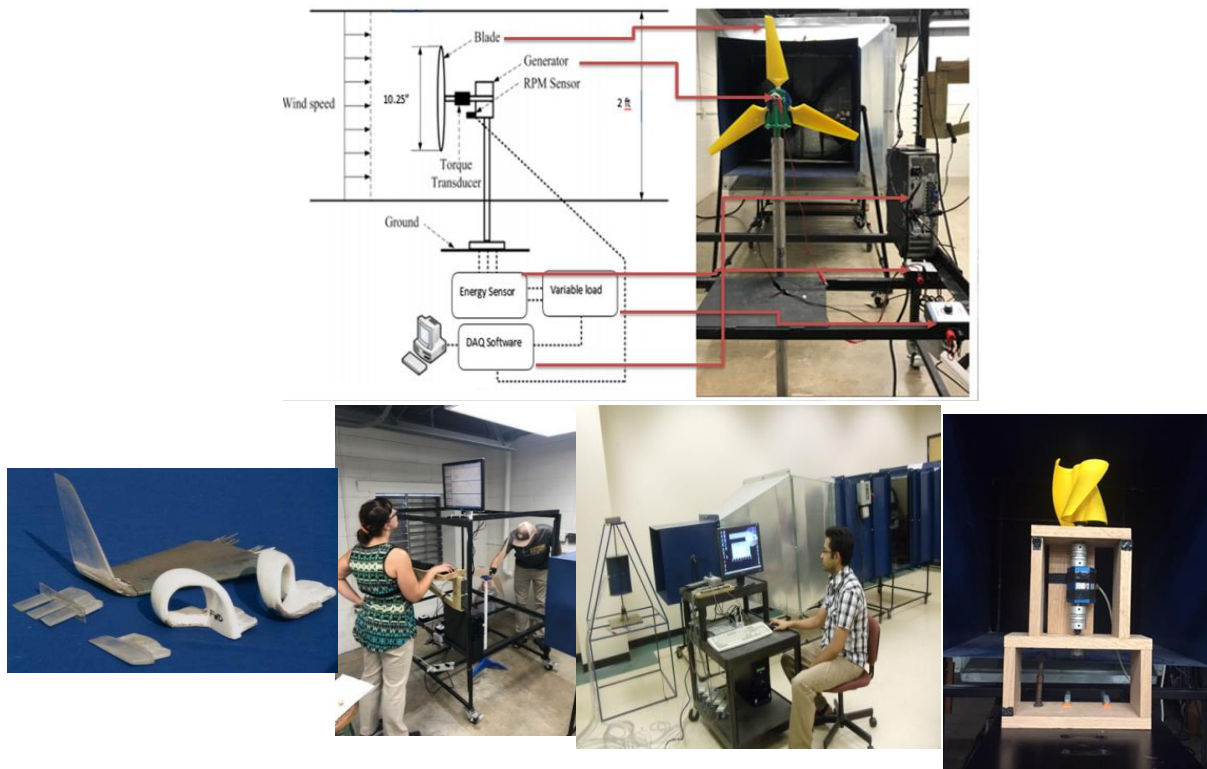 Blade
Generator
RPM Sensor
Wind speed
10.25"
2 ft
Torque
Transducer
Ground
Energy Sensor
Variable load
DAQ Software